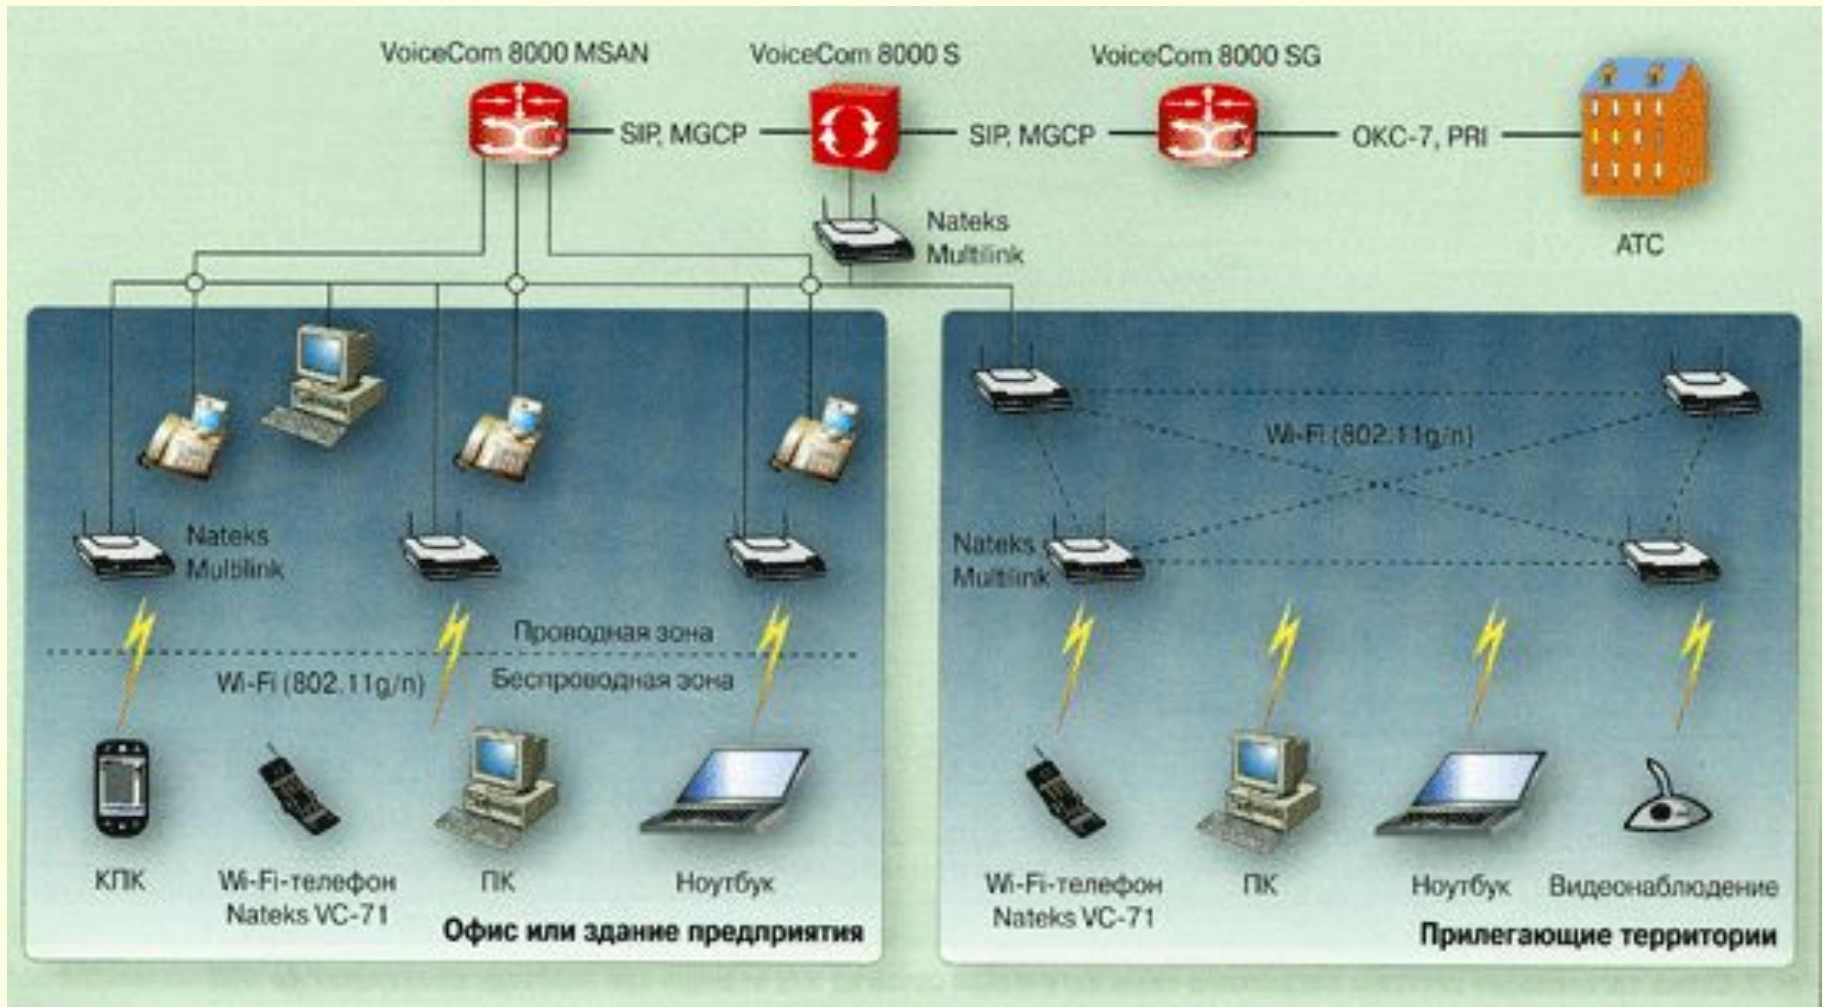 VoiceCom 8000 MSAN
VoiceCom 8000 S
VoiceCom 8000 SG
SIP, MGCP
SIP, MGCP
ОКС-7, PRI
Nateks
Multilink
АТС
Wi-Fi (802.11g/n)
Nateks
Multilink
Nateks
Multilink
Проводная зона
Wi-Fi (802.11g/n)
Беспроводная зона
КПК
Wi-Fi-телефон
Nateks VC-71
ПК
Ноутбук
Офис или здание предприятия
Wi-Fi-телефон
Nateks VC-71
ПК
Ноутбук
Видеонаблюдение
Прилегающие территории